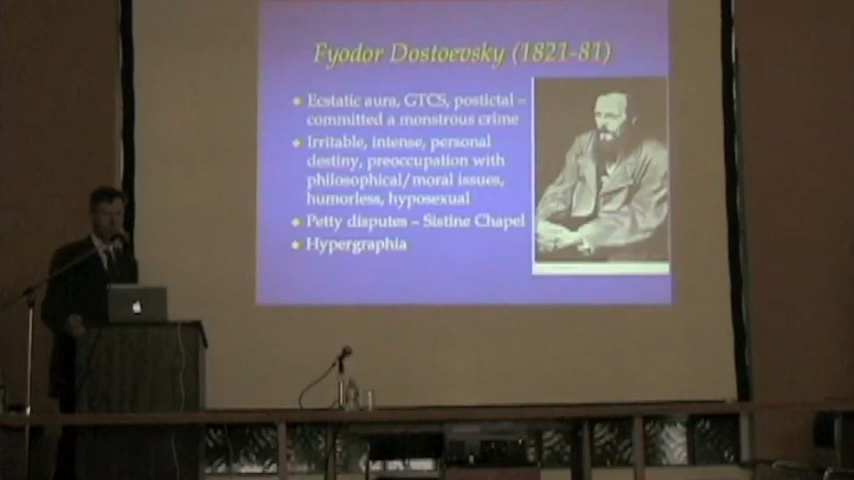 Fyodor Dostoevsky (1821-81)
Ecstatic aura, GTCS, postictal –
committed a monstrous crime
Irritable, intense, personal
destiny, preoccupation with
philosophical/moral issues,
humorless, hyposexual
Petty disputes – Sistine Chapel
Hypergraphia